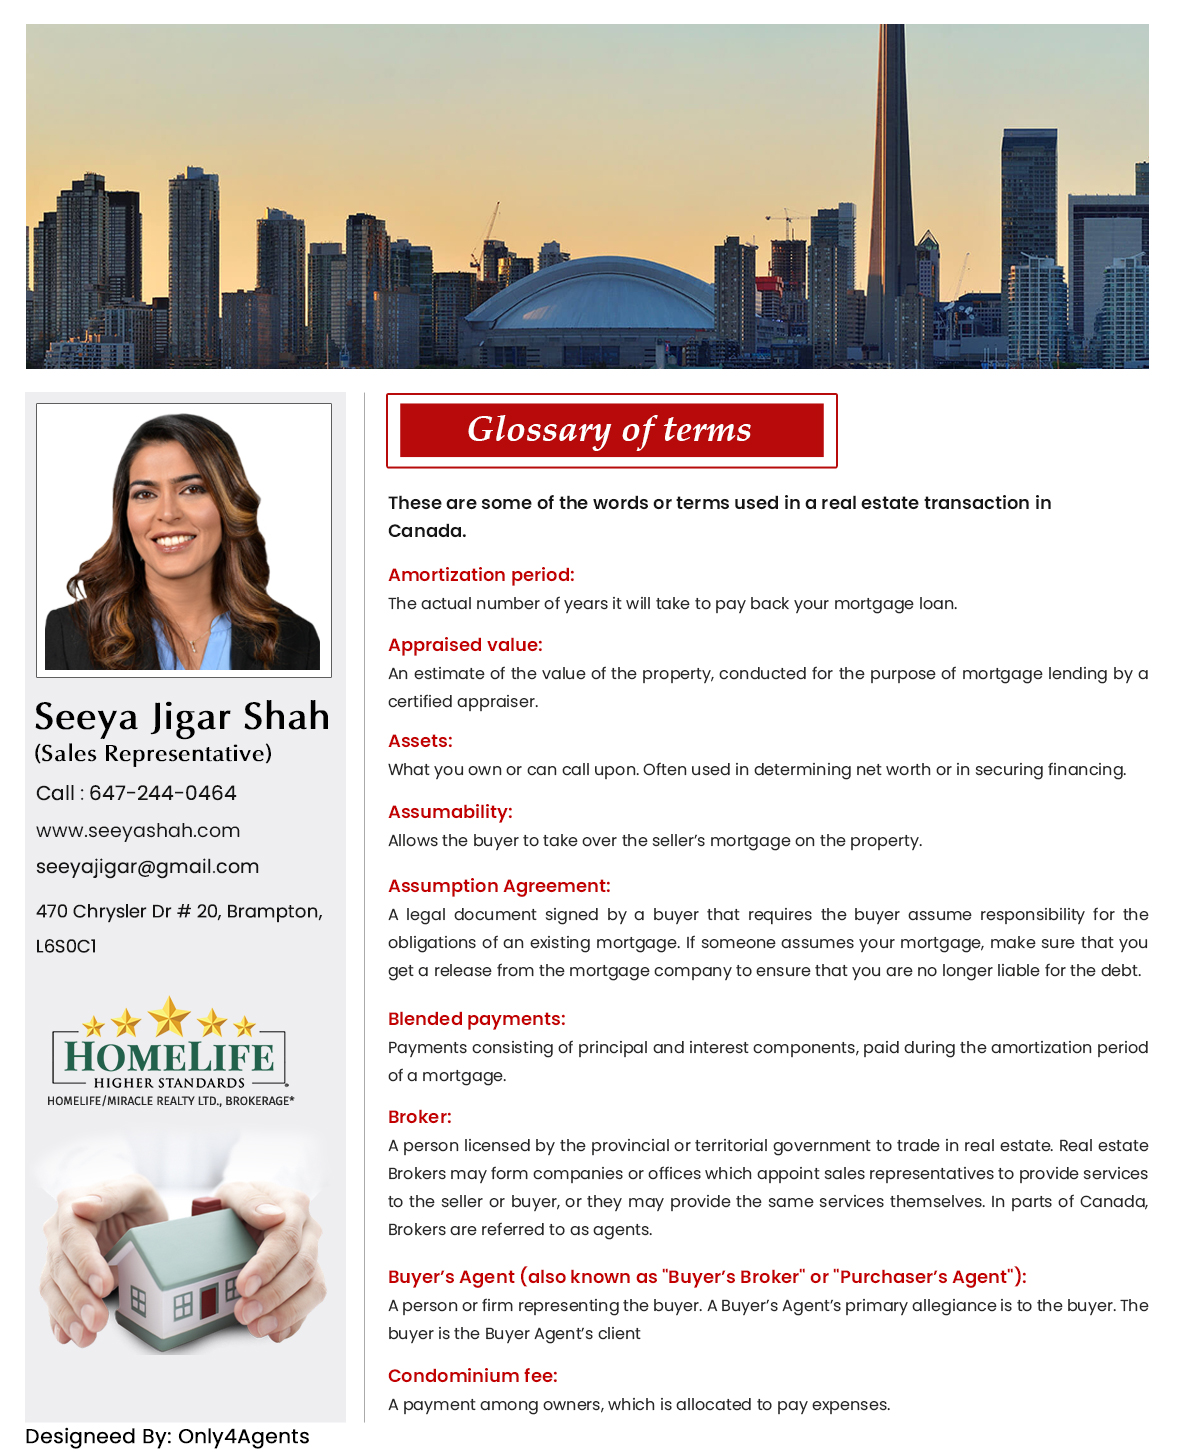 Seeya Jigar Shah
(Sales Representative)
Call : 647-244-0464
www.seeyashah.com
seeyajigar@gmail.com
470 Chrysler Dr # 20, Brampton,
L6S0C1
HOMELIFE
HIGHER STANDARDS
HOMELIFE/MIRACLE REALTY LTD., BROKERAGE*
Glossary of terms
These are some of the words or terms used in a real estate transaction in
Canada.
Amortization period:
The actual number of years it will take to pay back your mortgage loan.
Appraised value:
An estimate of the value of the property, conducted for the purpose of mortgage lending by a
certified appraiser.
Assets:
What you own or can call upon. Often used in determining net worth or in securing financing.
Assumability:
Allows the buyer to take over the seller’s mortgage on the property.
Assumption Agreement:
A legal document signed by a buyer that requires the buyer assume responsibility for the
obligations of an existing mortgage. If someone assumes your mortgage, make sure that you
get a release from the mortgage company to ensure that you are no longer liable for the debt.
Blended payments:
Payments consisting of principal and interest components, paid during the amortization period
of a mortgage.
Broker:
A person licensed by the provincial or territorial government to trade in real estate. Real estate
Brokers may form companies or offices which appoint sales representatives to provide services
to the seller or buyer, or they may provide the same services themselves. In parts of Canada,
Brokers are referred to as agents.
Buyer’s Agent (also known as "Buyer’s Broker" or "Purchaser’s Agent"):
A person or firm representing the buyer. A Buyer’s Agent’s primary allegiance is to the buyer. The
buyer is the Buyer Agent’s client
Condominium fee:
A payment among owners, which is allocated to pay expenses.
Designeed By: Only4Agents